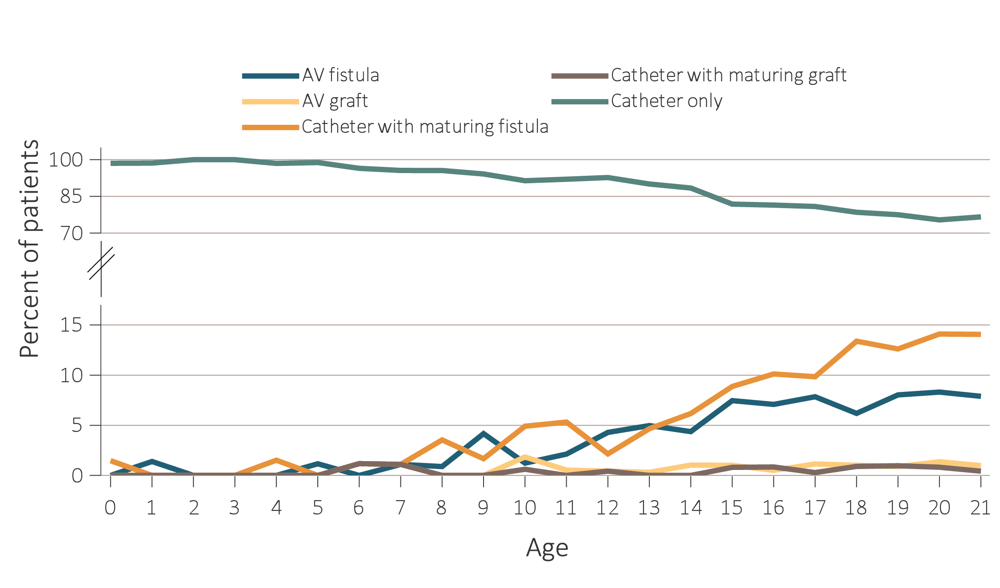 AV fistula
AV graft
Catheter with maturing fistula
Catheter with maturing graft
Catheter only
Percent of patients
100
85
70
15
10
5
0
0 1 2 3 4 5 6 7 8 9 10 11 12 13 14 15 16 17 18 19 20 21
Age